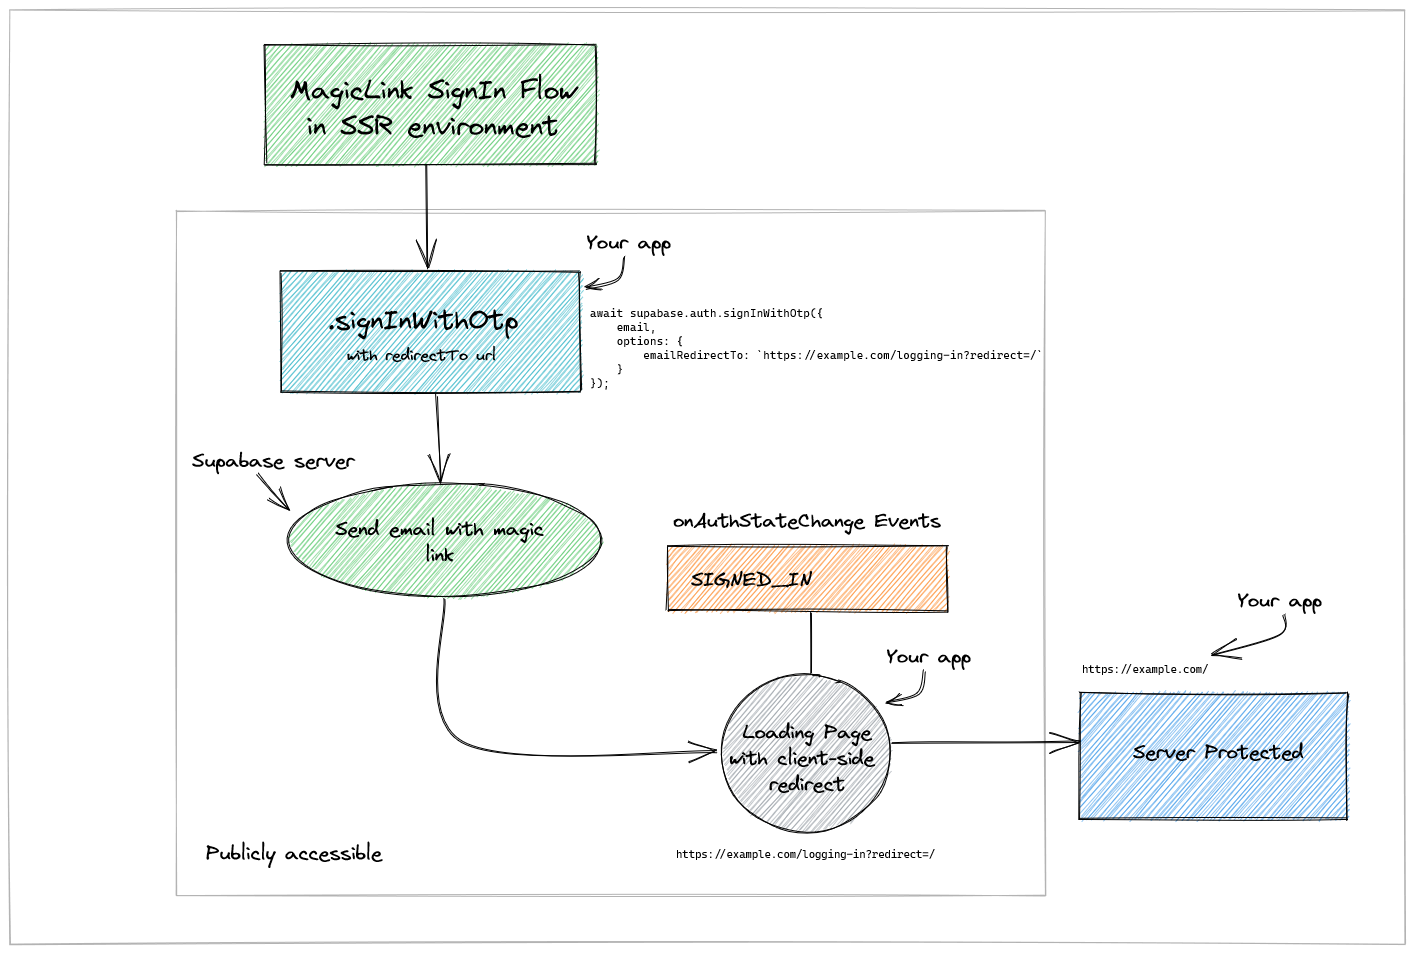 MagicLink SignIn Flow
in SSR environment
Your app
.signInWithOtp
with redirectTo url
await supabase.auth.signInWithOtp({
    email,
    options: {
        emailRedirectTo: `https://example.com/logging-in?redirect=/`
    }
});
Supabase server
Send email with magic
link
onAuthStateChange Events
SIGNED_IN
Your app
Your app
https://example.com/
Loading Page
with client-side
redirect
Server Protected
Publicly accessible
https://example.com/logging-in?redirect=/